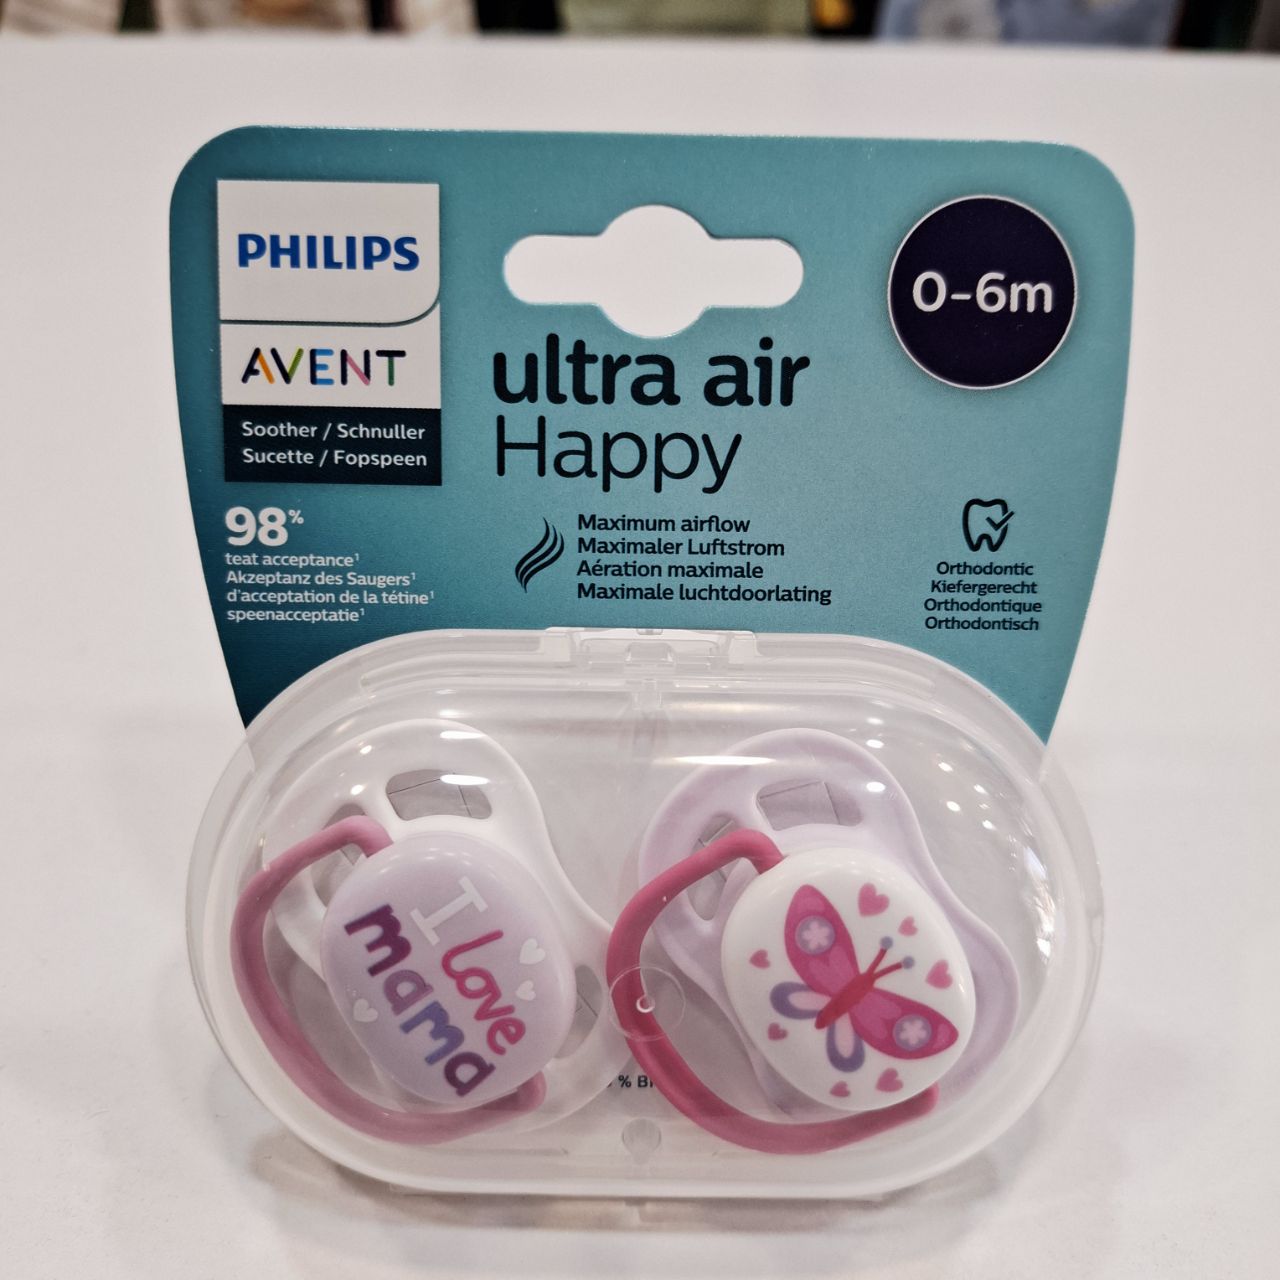 PHILIPS
AVENT
Soother / Schnuller
Sucette / Fopspeen
0-6m
ultra air
Happy
98%
teat acceptance¹
Akzeptanz des Saugers¹
d'acceptation de la tétine¹
speenacceptatie¹
Maximum airflow
Maximaler Luftstrom
Aération maximale
Maximale luchtdoorlating
Orthodontic
Kiefergerecht
Orthodontique
Orthodontisch
I
love
mama